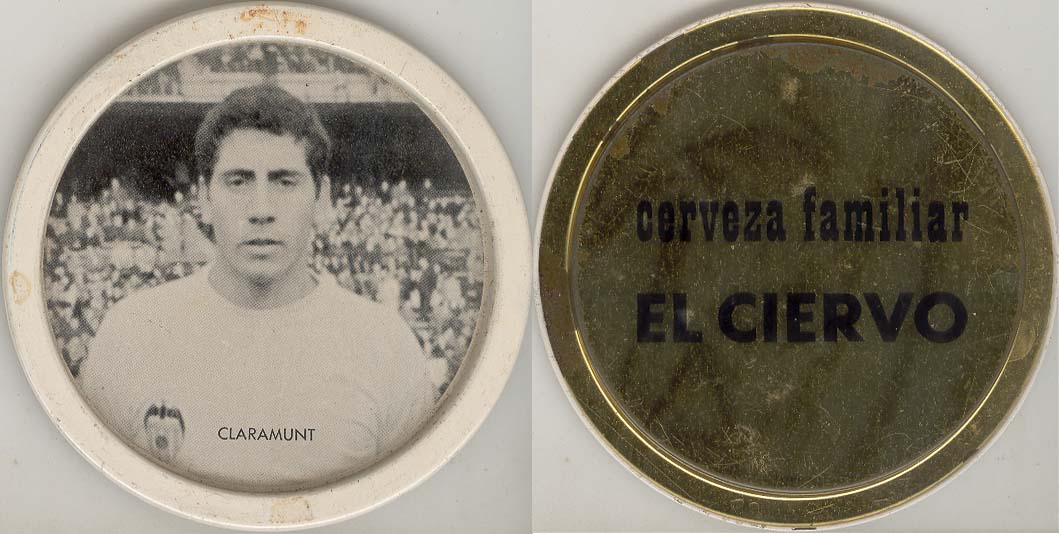 CLARAMUNT
cerveza familiar
EL CIERVO